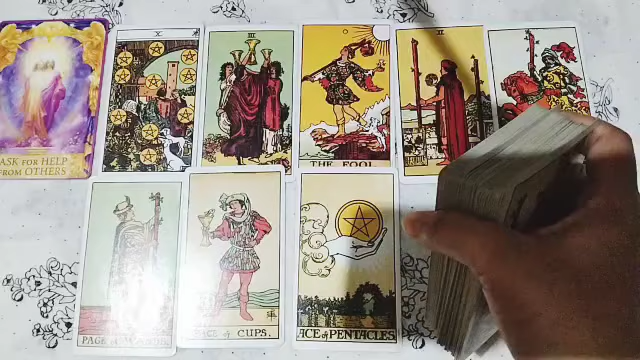 X
III
II
ASK FOR HELP
FROM OTHERS
THE FOOL
PAGE of WANDS.
PAGE of CUPS.
ACE of PENTACLES